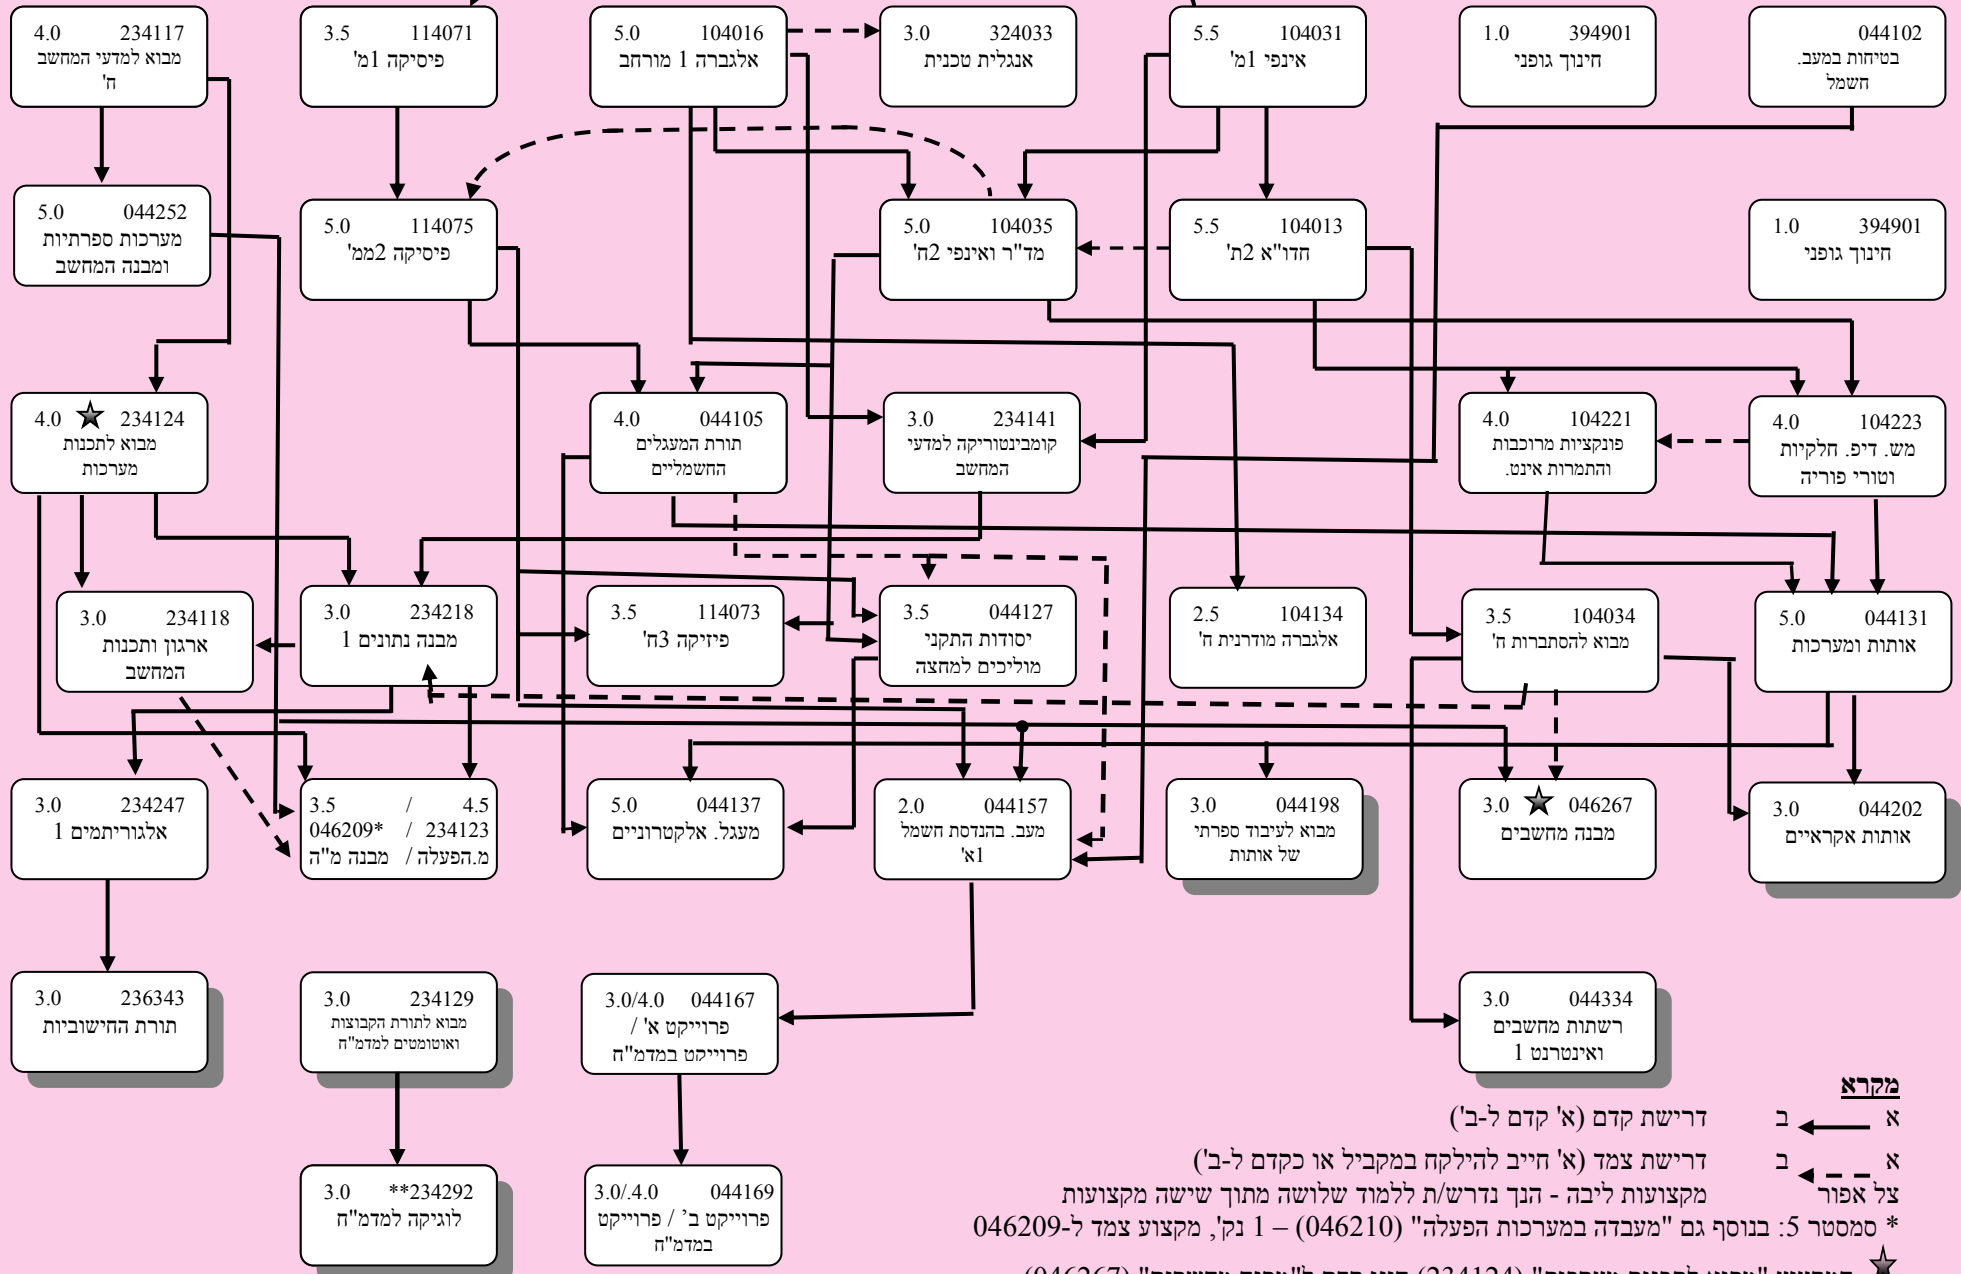 044102
בטיחות במעב.
חשמל
394901 1.0
חינוך גופני
104031 5.5
אינפי 1מ'
324033 3.0
אנגלית טכנית
104016 5.0
אלגברה 1 מורחב
114071 3.5
פיסיקה 1מ'
234117 4.0
מבוא למדעי המחשב
ח'
394901 1.0
חינוך גופני
104013 5.5
חדו"א 2ת'
104035 5.0
מד"ר ואינפי 2ח'
114075 5.0
פיסיקה 2ממ'
044252 5.0
מערכות ספרתיות
ומבנה המחשב
104223 4.0
מש. דיפ. חלקיות
וטורי פוריה
104221 4.0
פונקציות מרוכבות
והתמרות אינט.
234141 3.0
קומבינטוריקה למדעי
המחשב
044105 4.0
תורת המעגלים
החשמליים
234124 4.0
מבוא לתכנות
מערכות
044131 5.0
אותות ומערכות
104034 3.5
מבוא להסתברות ח'
104134 2.5
אלגברה מודרנית ח'
044127 3.5
יסודות התקני
מוליכים למחצה
114073 3.5
פיזיקה 3ח'
234218 3.0
מבנה נתונים 1
234118 3.0
ארגון ותכנות
המחשב
044202 3.0
אותות אקראיים
046267 3.0
מבנה מחשבים
044198 3.0
מבוא לעיבוד ספרתי
של אותות
044157 2.0
מעב. בהנדסת חשמל
1א'
044137 5.0
מעגל. אלקטרוניים
4.5 / 3.5
234123 / 046209*
מ.הפעלה / מבנה מ"ה
234247 3.0
אלגוריתמים 1
044334 3.0
רשתות מחשבים
ואינטרנט 1
044167 3.0/4.0
פרוייקט א' /
פרוייקט במדמ"ח
234129 3.0
מבוא לתורת הקבוצות
ואוטומטים למדמ"ח
236343 3.0
תורת החישוביות
044169 3.0/.4.0
פרוייקט ב' / פרוייקט
במדמ"ח
234292** 3.0
לוגיקה למדמ"ח
מקרא
א ב דרישת קדם (א' קדם ל-ב')
א ב דרישת צמד (א' חייב להילקח במקביל או כקדם ל-ב')
צל אפור מקצועות ליבה - הנך נדרש/ת ללמוד שלושה מתוך שישה מקצועות
* סמסטר 5: בנוסף גם "מעבדה במערכות הפעלה" (046210) – 1 נק', מקצוע צמד ל-046209